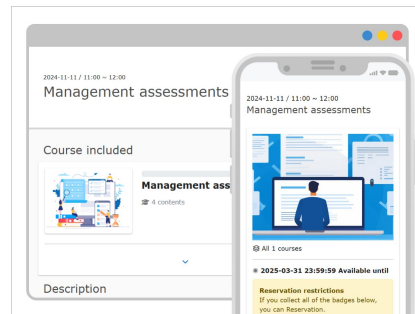 2024-11-11 / 11:00 ~ 12:00
Management assessments
Course included
Management ass
4 contents
Description
2024-11-11 / 11:00 ~ 12:00
Management assessments
All 1 courses
2025-03-31 23:59:59 Available until
Reservation restrictions
If you collect all of the badges below,
you can Reservation.